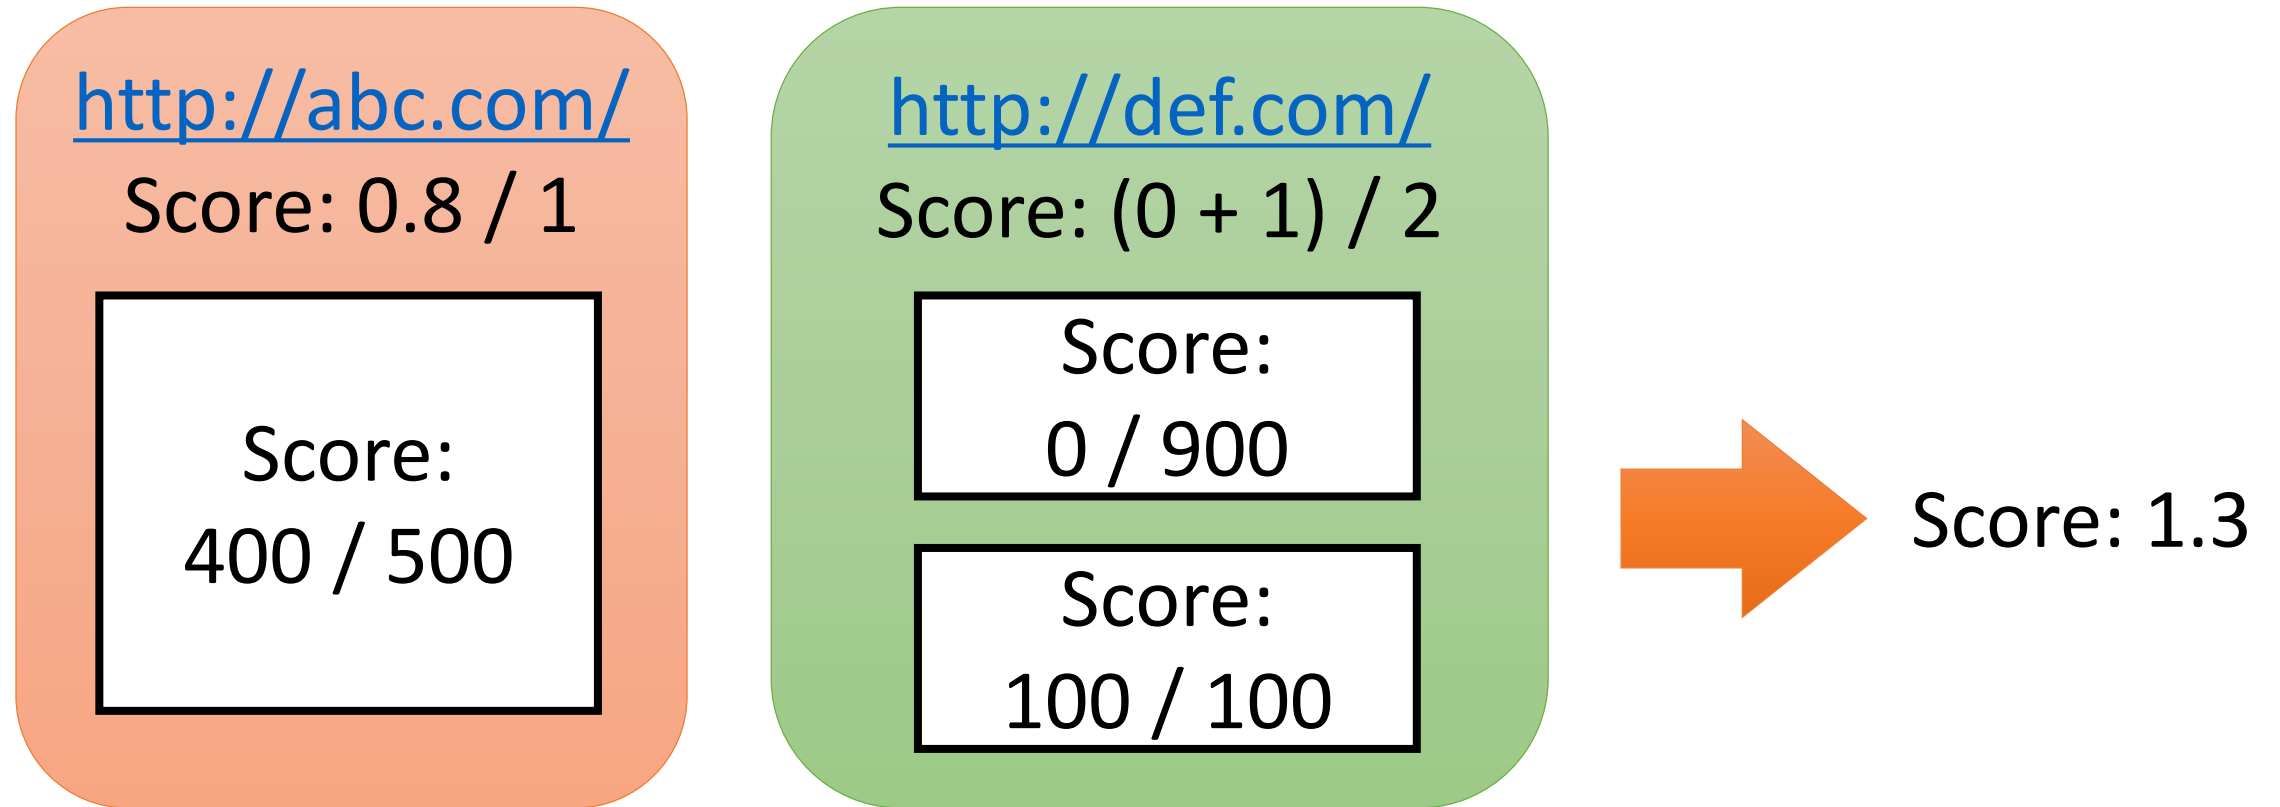 http://abc.com/
Score: 0.8 / 1
Score:
400 / 500
http://def.com/
Score: (0 + 1) / 2
Score:
0 / 900
Score:
100 / 100
Score: 1.3